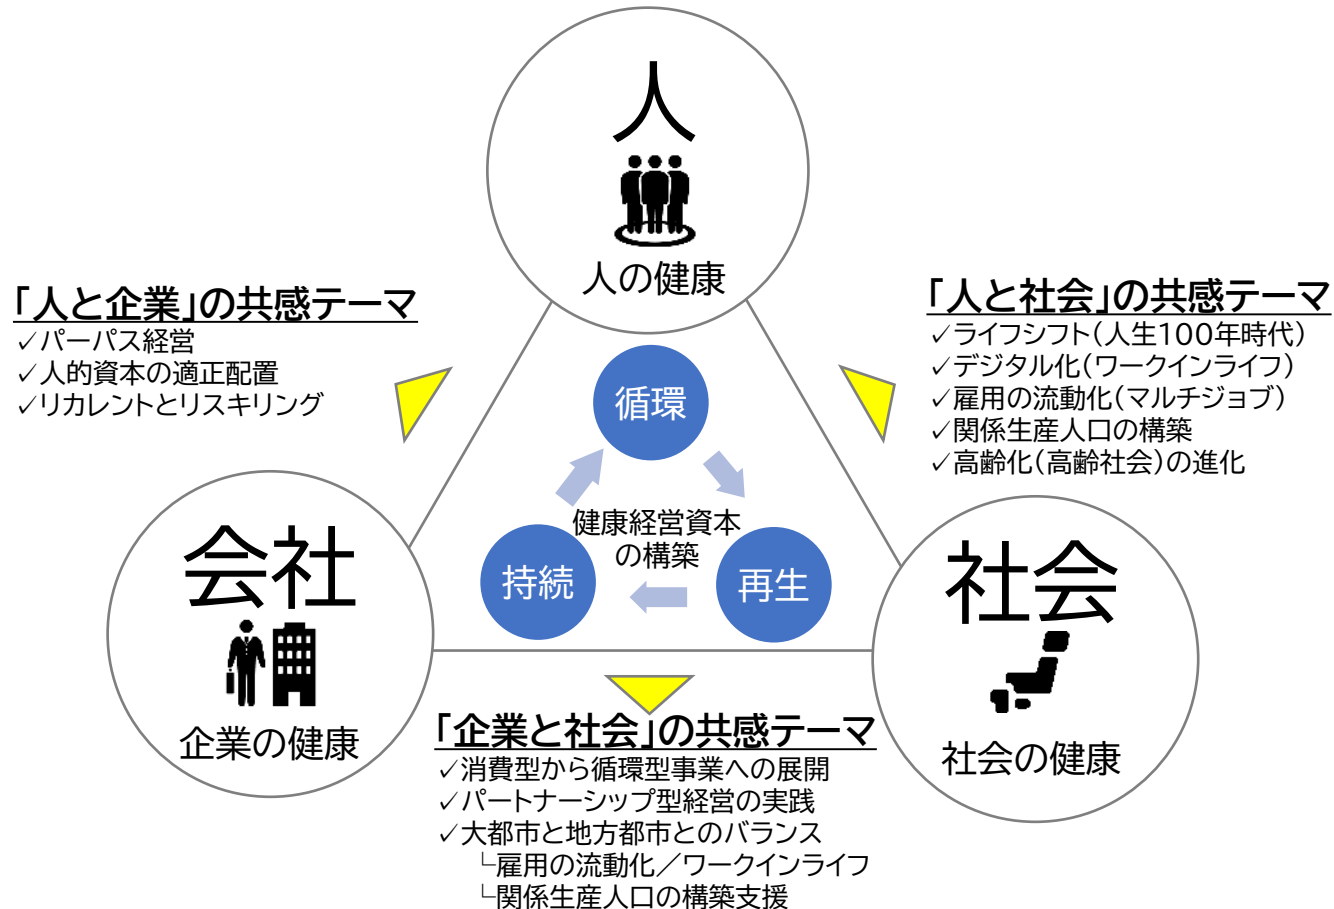 人
人の健康
「人と企業」の共感テーマ
✓パーパス経営
✓人的資本の適正配置
✓リカレントとリスキリング
「人と社会」の共感テーマ
✓ライフシフト(人生100年時代)
✓デジタル化(ワークインライフ)
✓雇用の流動化(マルチジョブ)
✓関係生産人口の構築
✓高齢化(高齢社会)の進化
循環
健康経営資本
の構築
持続
再生
会社
企業の健康
社会
社会の健康
「企業と社会」の共感テーマ
✓消費型から循環型事業への展開
✓パートナーシップ型経営の実践
✓大都市と地方都市とのバランス
└雇用の流動化／ワークインライフ
└関係生産人口の構築支援